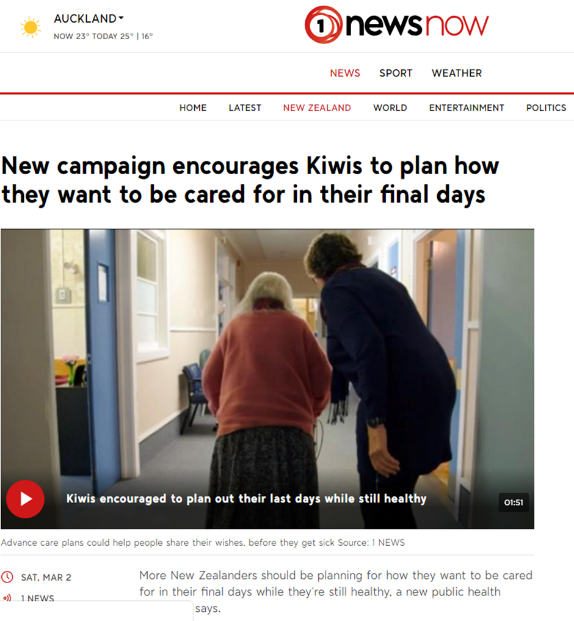 AUCKLAND
NOW 23° TODAY 25° | 16°
1 news now
NEWS SPORT WEATHER
HOME LATEST NEW ZEALAND WORLD ENTERTAINMENT POLITICS
New campaign encourages Kiwis to plan how
they want to be cared for in their final days
Kiwis encouraged to plan out their last days while still healthy
01:51
Advance care plans could help people share their wishes, before they get sick Source: 1 NEWS
SAT, MAR 2
More New Zealanders should be planning for how they want to be cared
for in their final days while they're still healthy, a new public health
1 NEWS
says.